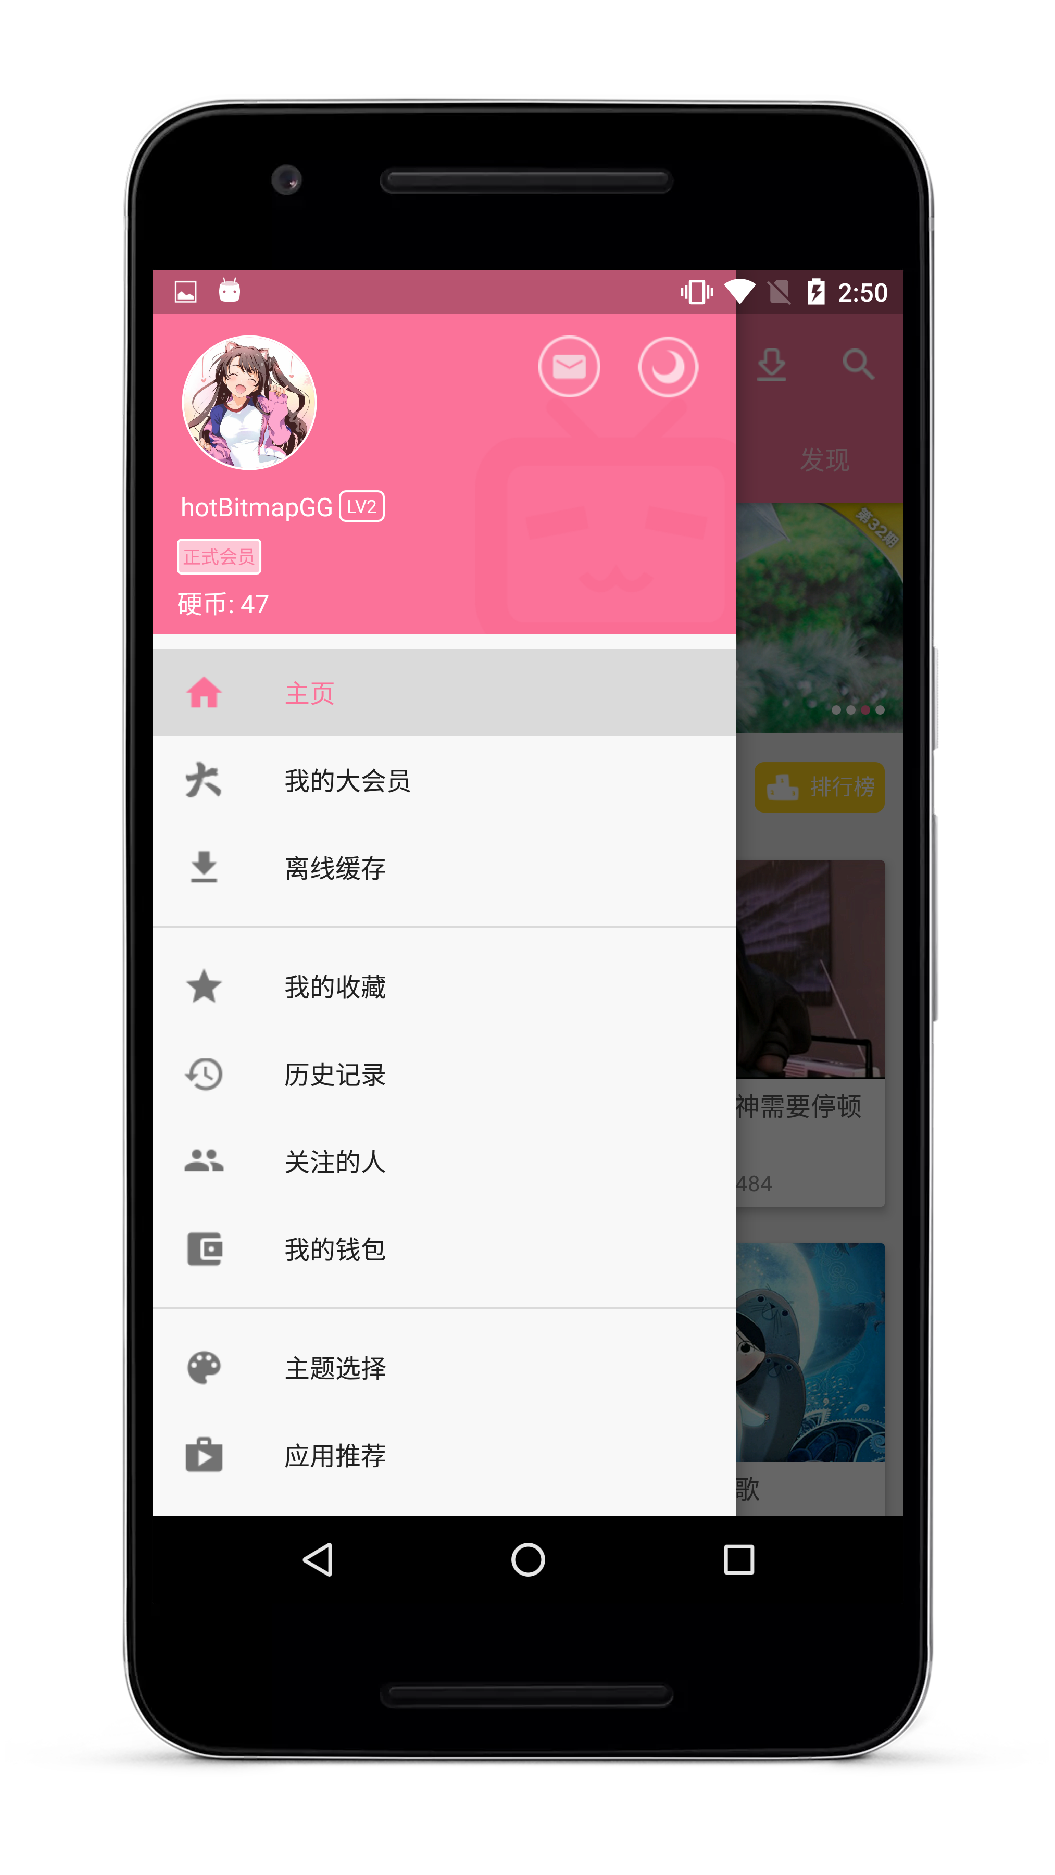 2:50
发现
hotBitmapGG LV2
正式会员
硬币: 47
第32期
主页
大 我的大会员
排行榜
离线缓存
我的收藏
历史记录
神需要停顿
关注的人
484
我的钱包
主题选择
应用推荐
歌